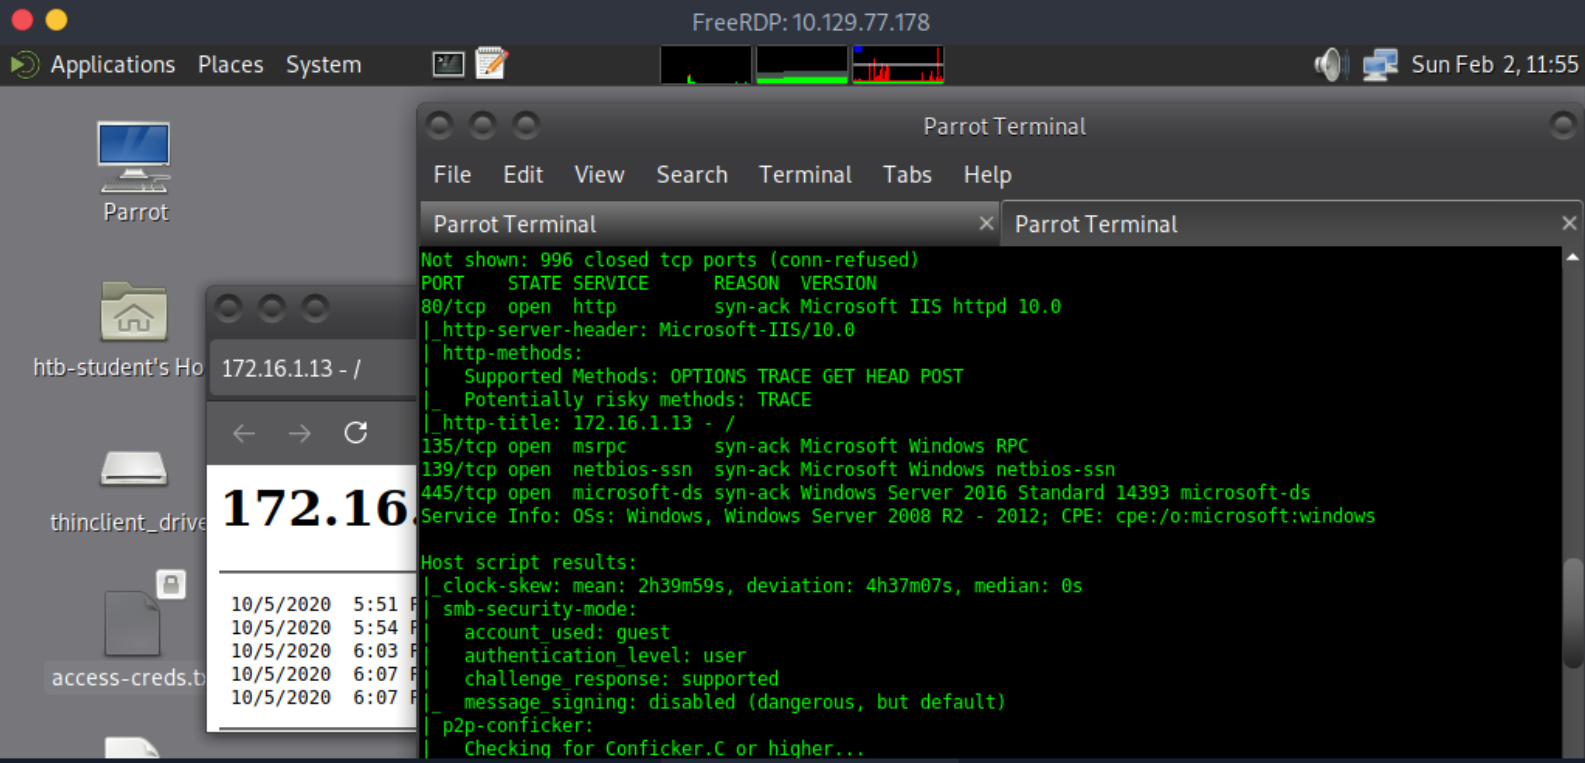 FreeRDP: 10.129.77.178
Applications Places System
Sun Feb 2, 11:55
Parrot
htb-student's Ho
thinclient_drive
access-creds.t
172.16.1.13 - /
172.16.
10/5/2020 5:51
10/5/2020 5:54
10/5/2020 6:03
10/5/2020 6:07
10/5/2020 6:07
Parrot Terminal
File Edit View Search Terminal Tabs Help
Parrot Terminal × Parrot Terminal ×
Not shown: 996 closed tcp ports (conn-refused)
PORT STATE SERVICE REASON VERSION
80/tcp open http syn-ack Microsoft IIS httpd 10.0
|_http-server-header: Microsoft-IIS/10.0
| http-methods:
| Supported Methods: OPTIONS TRACE GET HEAD POST
|_ Potentially risky methods: TRACE
|_http-title: 172.16.1.13 - /
135/tcp open msrpc syn-ack Microsoft Windows RPC
139/tcp open netbios-ssn syn-ack Microsoft Windows netbios-ssn
445/tcp open microsoft-ds syn-ack Windows Server 2016 Standard 14393 microsoft-ds
Service Info: OSs: Windows, Windows Server 2008 R2 - 2012; CPE: cpe:/o:microsoft:windows
Host script results:
|_clock-skew: mean: 2h39m59s, deviation: 4h37m07s, median: 0s
| smb-security-mode:
| account_used: guest
| authentication_level: user
| challenge_response: supported
|_ message_signing: disabled (dangerous, but default)
| p2p-conficker:
| Checking for Conficker.C or higher...